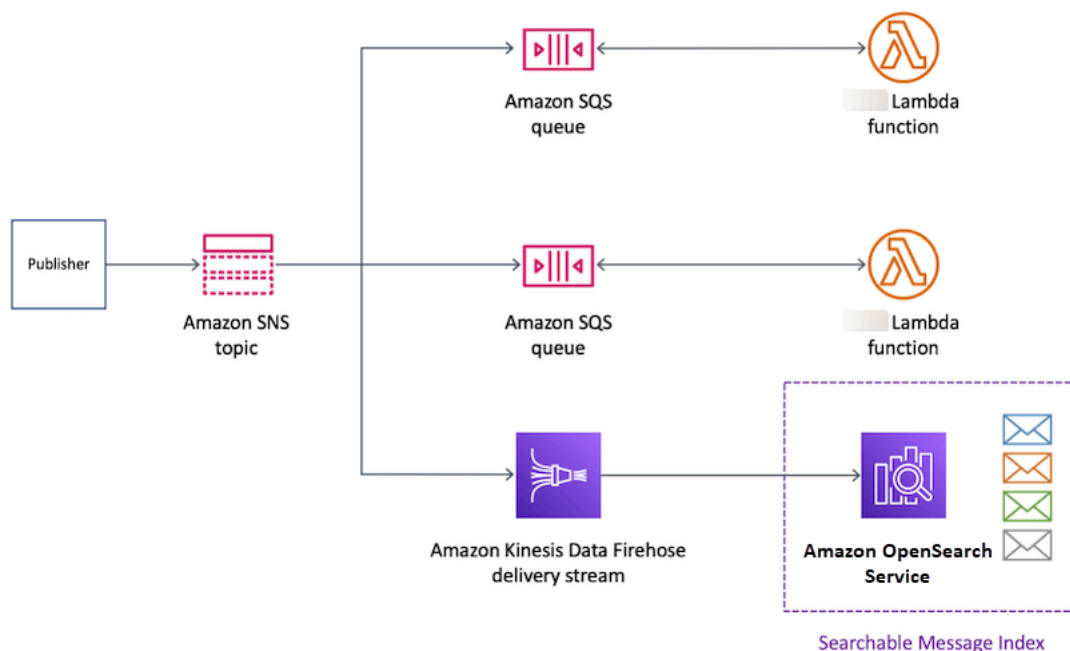 Amazon SQS
queue
Lambda
function
Publisher
Amazon SNS
topic
Amazon SQS
queue
Lambda
function
Amazon Kinesis Data Firehose
delivery stream
Amazon OpenSearch
Service
Searchable Message Index